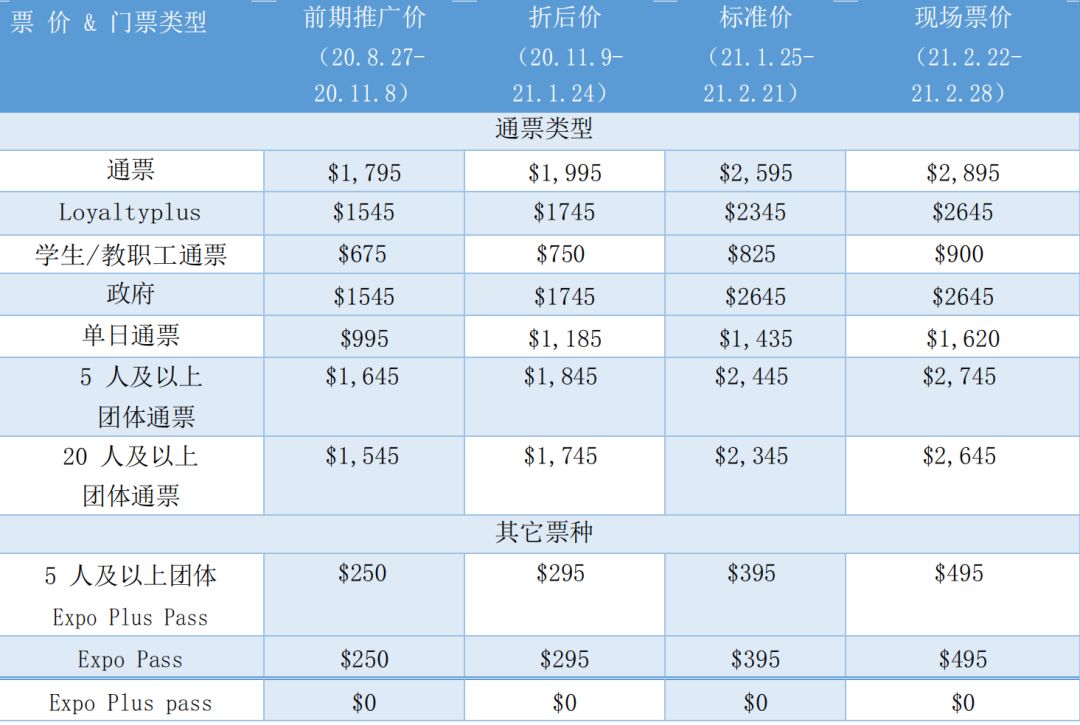 票 价 & 门票类型 前期推广价 折后价 标准价 现场票价
(20.8.27- (20.11.9- (21.1.25- (21.2.22-
20.11.8) 21.1.24) 21.2.21) 21.2.28)
通票类型
通票 $1,795 $1,995 $2,595 $2,895
Loyaltyplus $1545 $1745 $2345 $2645
学生/教职工通票 $675 $750 $825 $900
政府 $1545 $1745 $2645 $2645
单日通票 $995 $1,185 $1,435 $1,620
5 人及以上 $1,645 $1,845 $2,445 $2,745
团体通票
20 人及以上 $1,545 $1,745 $2,345 $2,645
团体通票
其它票种
5 人及以上团体 $250 $295 $395 $495
Expo Plus Pass
Expo Pass $250 $295 $395 $495
Expo Plus pass $0 $0 $0 $0